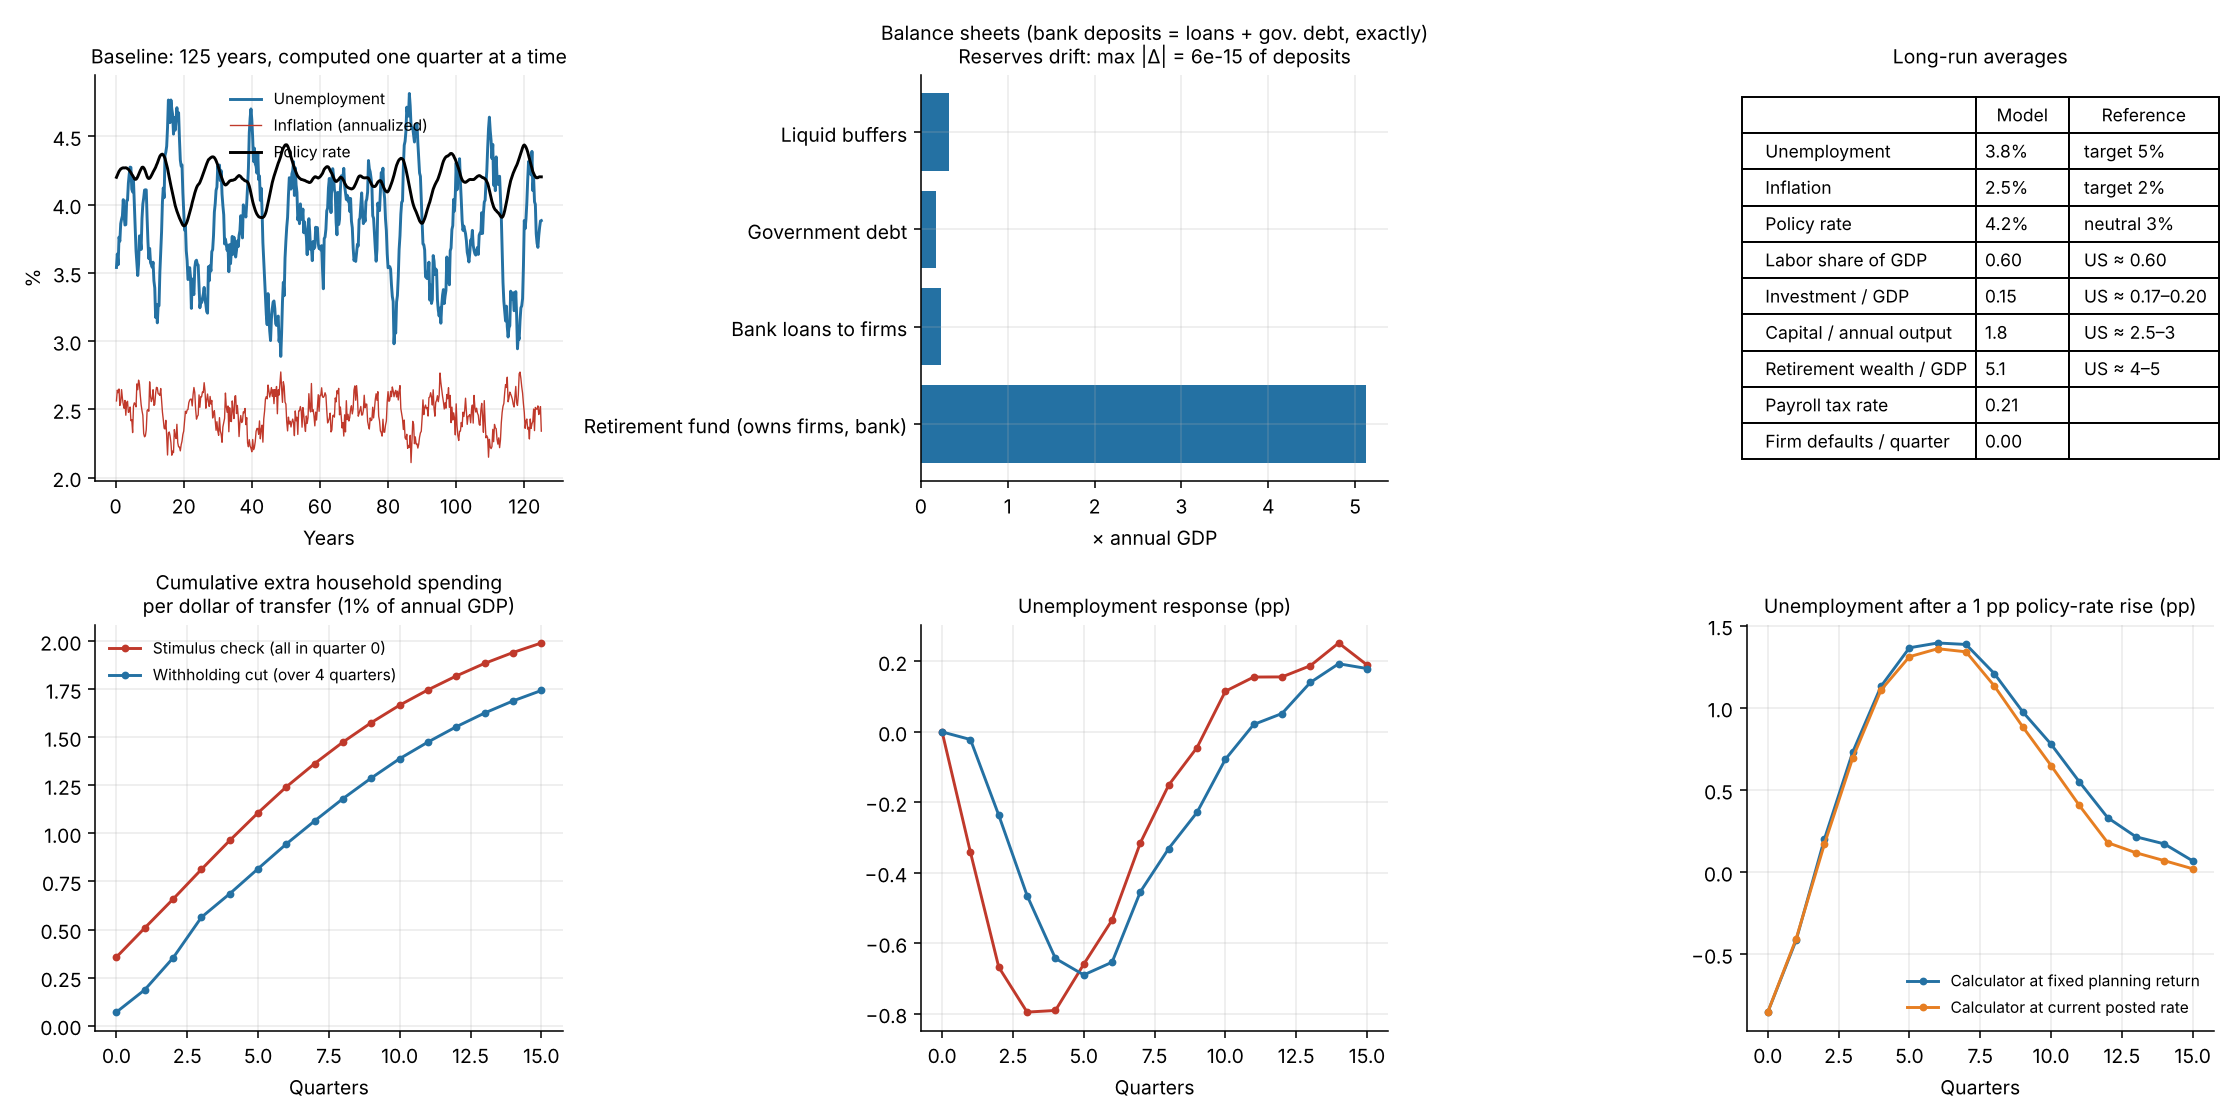 Baseline: 125 years, computed one quarter at a time
Unemployment
Inflation (annualized)
Policy rate
4.5
4.0
3.5
3.0
2.5
2.0
%
0 20 40 60 80 100 120
Years
Balance sheets (bank deposits = loans + gov. debt, exactly)
Reserves drift: max |Δ| = 6e-15 of deposits
Liquid buffers
Government debt
Bank loans to firms
Retirement fund (owns firms, bank)
0 1 2 3 4 5
× annual GDP
Long-run averages
Model Reference
Unemployment 3.8% target 5%
Inflation 2.5% target 2%
Policy rate 4.2% neutral 3%
Labor share of GDP 0.60 US ≈ 0.60
Investment / GDP 0.15 US ≈ 0.17–0.20
Capital / annual output 1.8 US ≈ 2.5–3
Retirement wealth / GDP 5.1 US ≈ 4–5
Payroll tax rate 0.21
Firm defaults / quarter 0.00
Cumulative extra household spending
per dollar of transfer (1% of annual GDP)
Stimulus check (all in quarter 0)
Withholding cut (over 4 quarters)
2.00
1.75
1.50
1.25
1.00
0.75
0.50
0.25
0.00
0.0 2.5 5.0 7.5 10.0 12.5 15.0
Quarters
Unemployment response (pp)
0.2
0.0
−0.2
−0.4
−0.6
−0.8
0.0 2.5 5.0 7.5 10.0 12.5 15.0
Quarters
Unemployment after a 1 pp policy-rate rise (pp)
1.5
1.0
0.5
0.0
−0.5
Calculator at fixed planning return
Calculator at current posted rate
0.0 2.5 5.0 7.5 10.0 12.5 15.0
Quarters